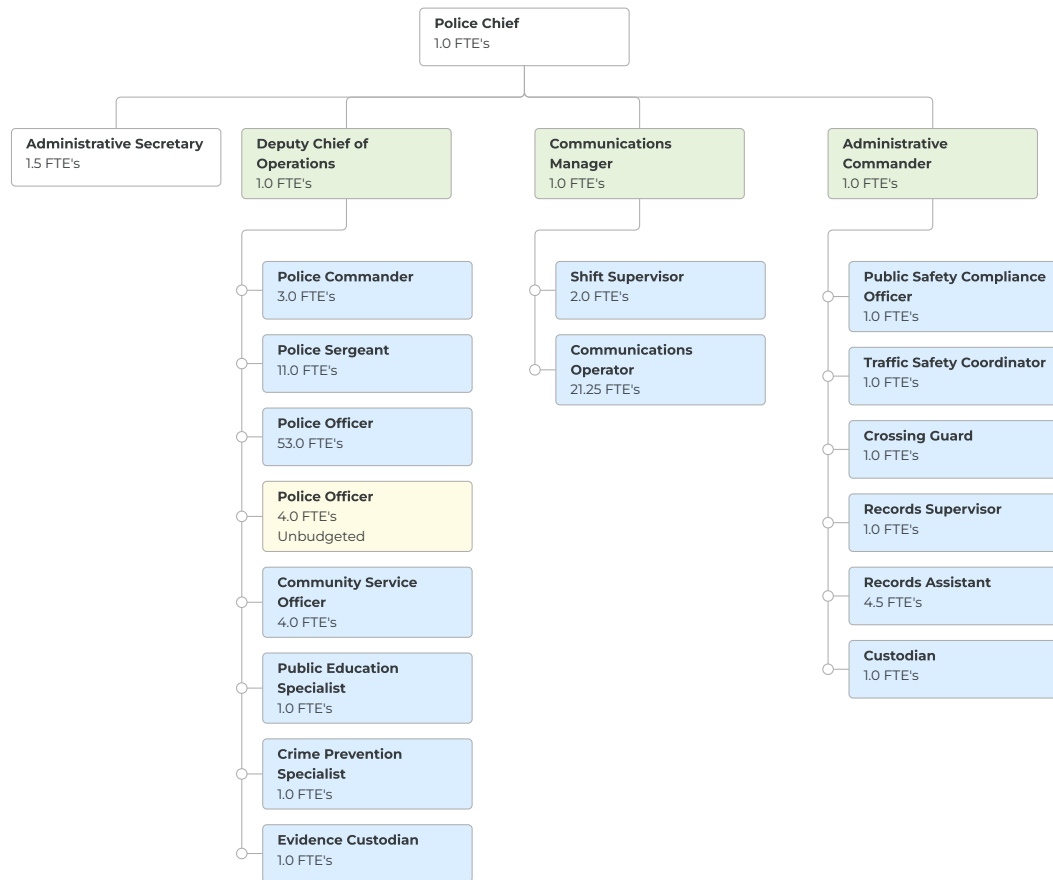 Police Chief
1.0 FTE's
Administrative Secretary
1.5 FTE's
Deputy Chief of
Operations
1.0 FTE's
Communications
Manager
1.0 FTE's
Administrative
Commander
1.0 FTE's
Police Commander
3.0 FTE's
Police Sergeant
11.0 FTE's
Police Officer
53.0 FTE's
Police Officer
4.0 FTE's
Unbudgeted
Community Service
Officer
4.0 FTE's
Public Education
Specialist
1.0 FTE's
Crime Prevention
Specialist
1.0 FTE's
Evidence Custodian
1.0 FTE's
Shift Supervisor
2.0 FTE's
Communications
Operator
21.25 FTE's
Public Safety Compliance
Officer
1.0 FTE's
Traffic Safety Coordinator
1.0 FTE's
Crossing Guard
1.0 FTE's
Records Supervisor
1.0 FTE's
Records Assistant
4.5 FTE's
Custodian
1.0 FTE's